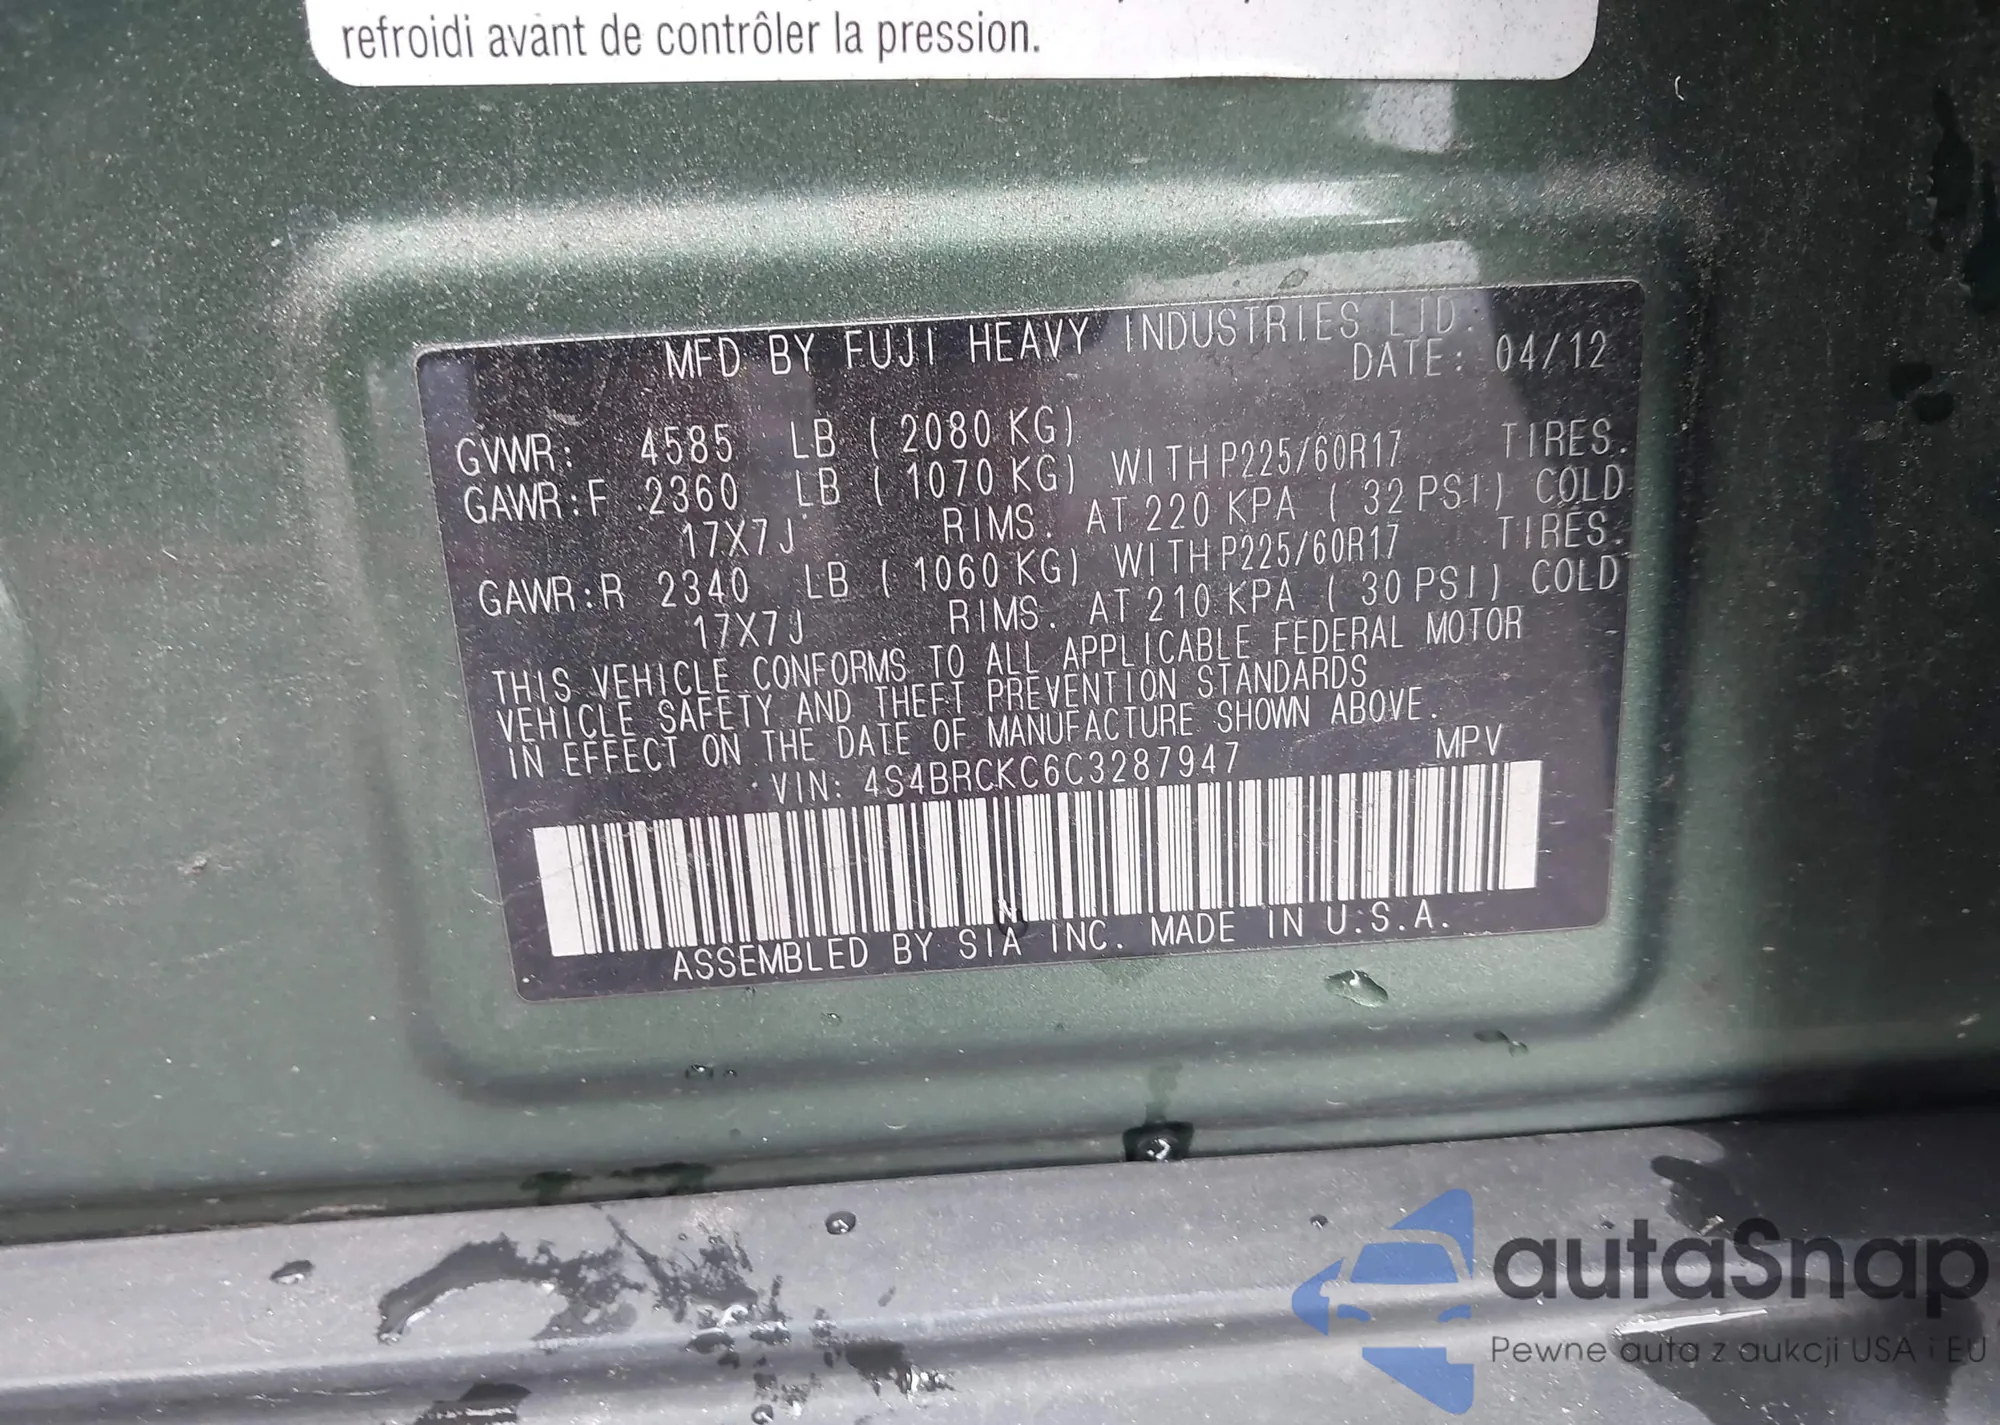 refroidi avant de contrôler la pression.
MFD BY FUJI HEAVY INDUSTRIES LTD.
DATE: 04/12
GVWR: 4585 LB ( 2080 KG)
GAWR:F 2360 LB ( 1070 KG) WITH P225/60R17 TIRES.
17X7J RIMS. AT 220 KPA ( 32 PSI) COLD
GAWR:R 2340 LB ( 1060 KG) WITH P225/60R17 TIRES.
17X7J RIMS. AT 210 KPA ( 30 PSI) COLD
THIS VEHICLE CONFORMS TO ALL APPLICABLE FEDERAL MOTOR
VEHICLE SAFETY AND THEFT PREVENTION STANDARDS
IN EFFECT ON THE DATE OF MANUFACTURE SHOWN ABOVE.
VIN: 4S4BRCKC6C3287947 MPV
ASSEMBLED BY SIA INC. MADE IN U.S.A.
autaSnap
Pewne auta z aukcji USA i EU